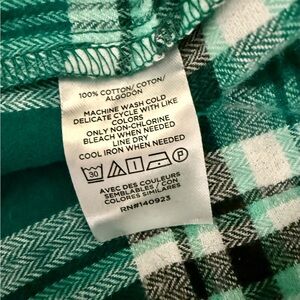 100% COTTON/ COTON/
ALGODON
MACHINE WASH COLD
DELICATE CYCLE WITH LIKE
COLORS
ONLY NON-CHLORINE
BLEACH WHEN NEEDED
LINE DRY
COOL IRON WHEN NEEDED
30 P
AVEC DES COULEURS
SEMBLABLES / CON
COLORES SIMILARES
RN#140923